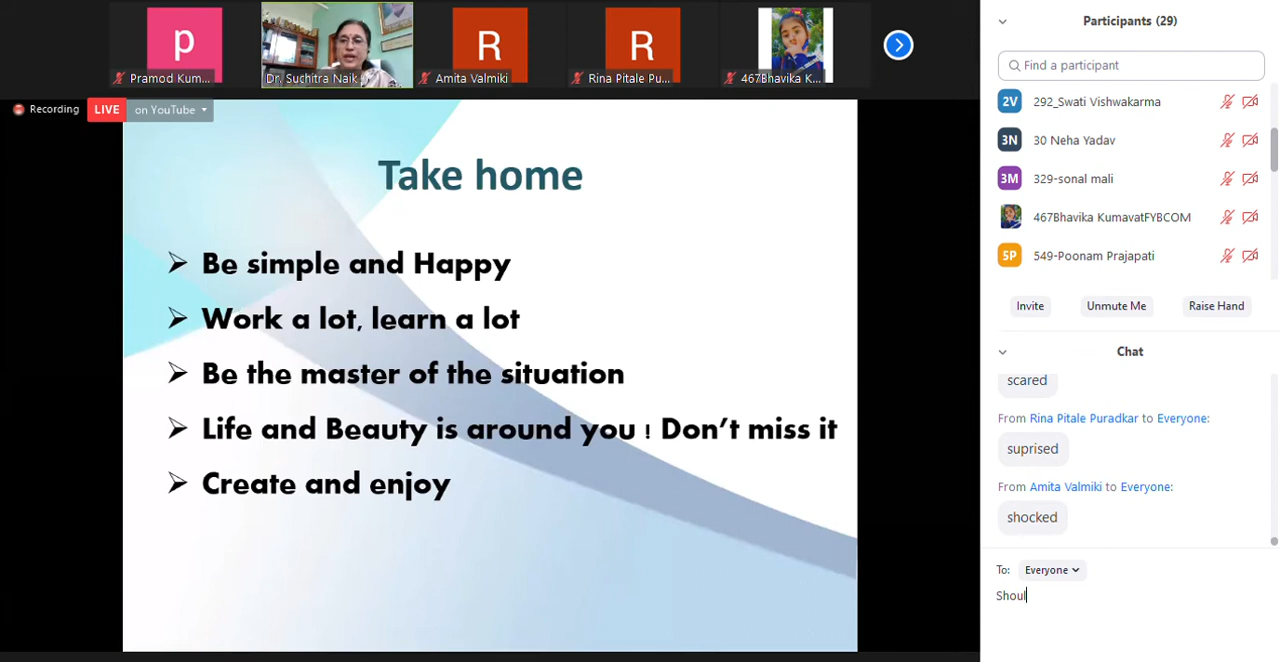 p
R
R
Pramod Kum...
Dr. Suchitra Naik
Amita Valmiki
Rina Pitale Pu...
467Bhavika K...
Recording
LIVE
on YouTube
Take home
Be simple and Happy
Work a lot, learn a lot
Be the master of the situation
Life and Beauty is around you ! Don't miss it
Create and enjoy
Participants (29)
Find a participant
2V 292_Swati Vishwakarma
3N 30 Neha Yadav
3M 329-sonal mali
467Bhavika KumavatFYBCOM
5P 549-Poonam Prajapati
Invite Unmute Me Raise Hand
Chat
scared
From Rina Pitale Puradkar to Everyone:
suprised
From Amita Valmiki to Everyone:
shocked
To: Everyone
Shoul